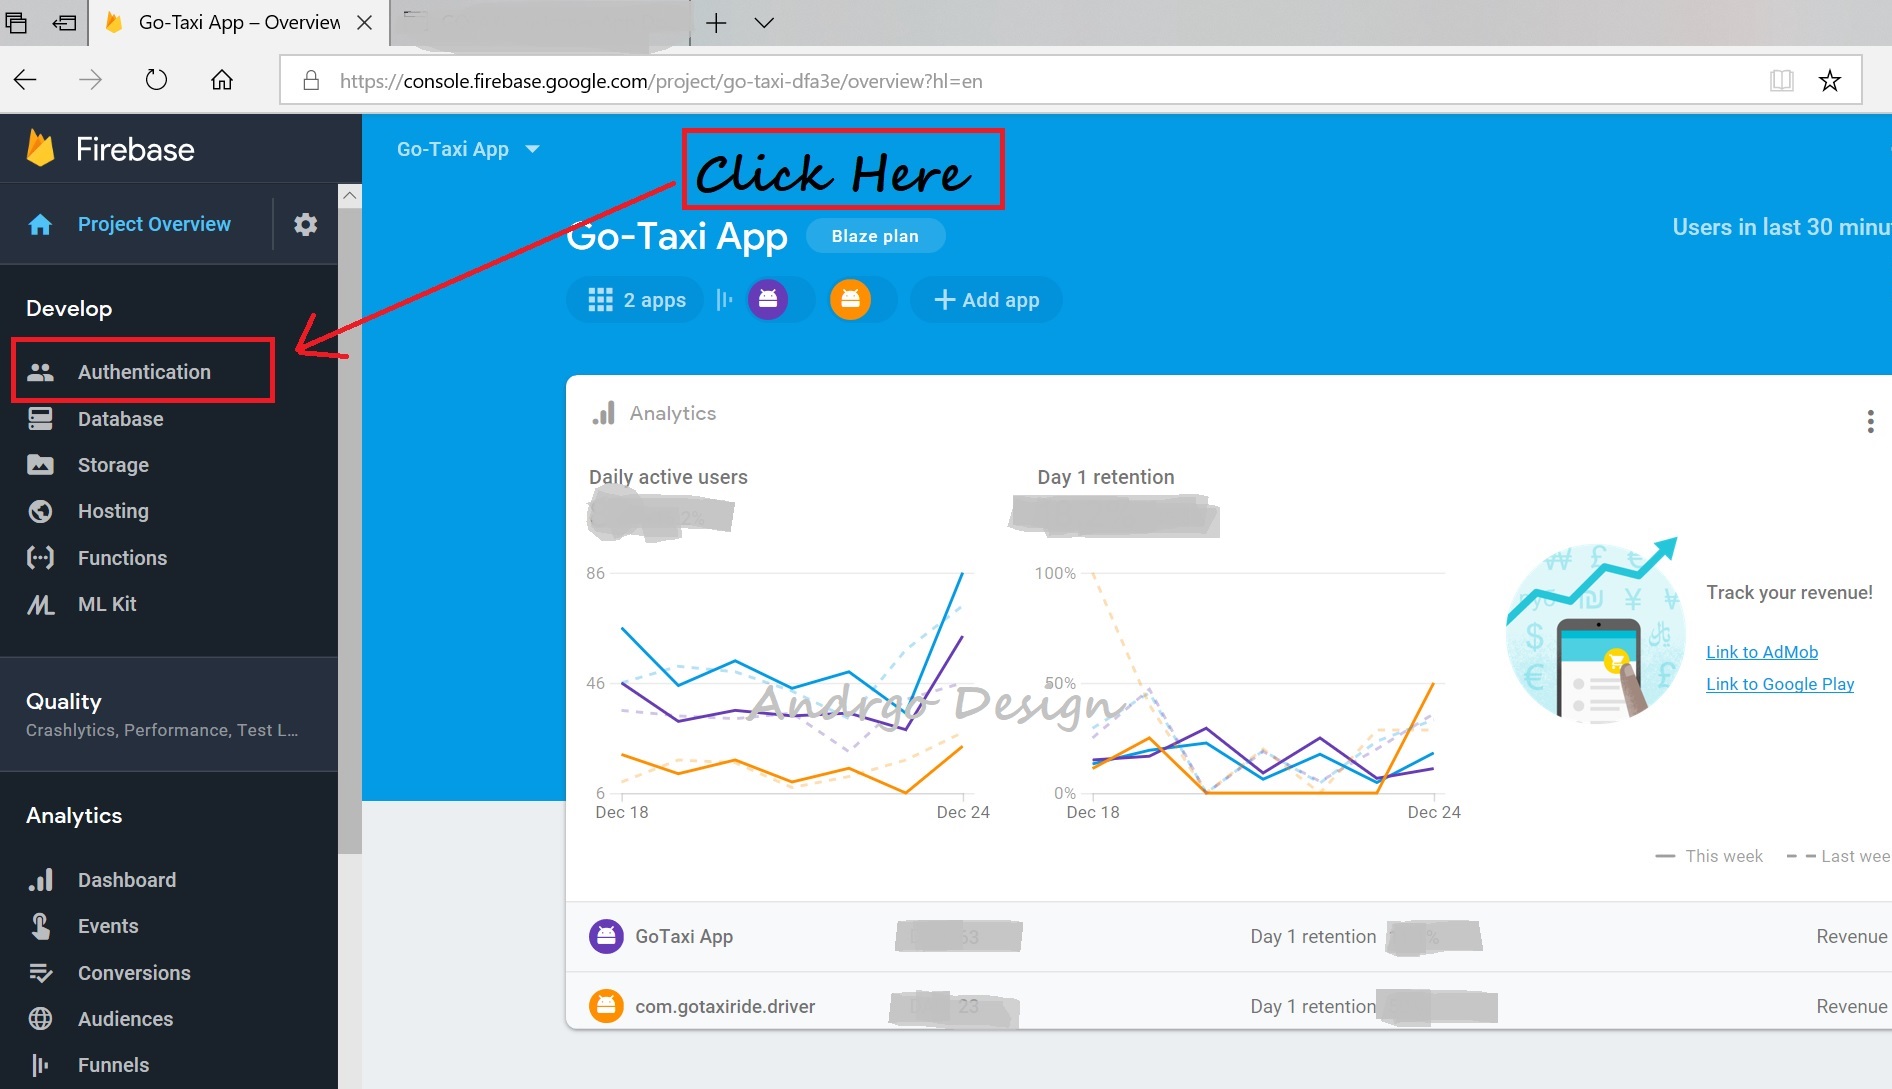 Go-Taxi App – Overview
https://console.firebase.google.com/project/go-taxi-dfa3e/overview?hl=en
Firebase
Project Overview
Develop
Authentication
Database
Storage
Hosting
Functions
ML Kit
Quality
Crashlytics, Performance, Test L...
Analytics
Dashboard
Events
Conversions
Audiences
Funnels
Go-Taxi App
Click Here
Go-Taxi App Blaze plan
Users in last 30 minu
2 apps
Add app
Analytics
Daily active users
86
46
6
Dec 18 Dec 24
Day 1 retention
100%
50%
0%
Dec 18 Dec 24
Andrgo Design
Track your revenue!
Link to AdMob
Link to Google Play
This week Last wee
GoTaxi App 63 Day 1 retention % Revenue
com.gotaxiride.driver 23 Day 1 retention Revenue